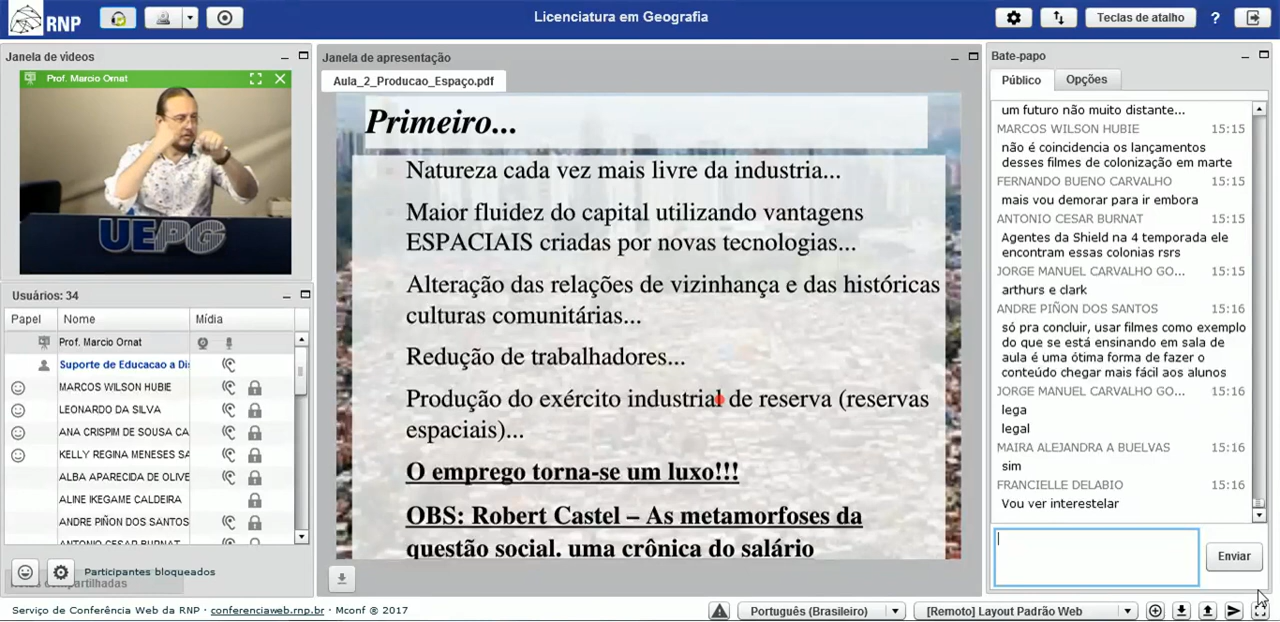 RNP
Licenciatura em Geografia
Teclas de atalho
?
Janela de vídeos
Prof. Marcio Ornat
UEPG
Usuários: 34
Papel Nome Mídia
Prof. Marcio Ornat
Suporte de Educacao a Di
MARCOS WILSON HUBIE
LEONARDO DA SILVA
ANA CRISPIM DE SOUSA CA
KELLY REGINA MENESES SA
ALBA APARECIDA DE OLIVE
ALINE IKEGAME CALDEIRA
ANDRE PIÑON DOS SANTOS
ANTONIO CESAR BURNAT
Participantes bloqueados
compartilhadas
Janela de apresentação
Aula_2_Producao_Espaço.pdf
Primeiro...
Natureza cada vez mais livre da industria...
Maior fluidez do capital utilizando vantagens
ESPACIAIS criadas por novas tecnologias...
Alteração das relações de vizinhança e das históricas
culturas comunitárias...
Redução de trabalhadores...
Produção do exército industrial de reserva (reservas
espaciais)...
O emprego torna-se um luxo!!!
OBS: Robert Castel – As metamorfoses da
questão social. uma crônica do salário
Bate-papo
Público Opções
um futuro não muito distante...
MARCOS WILSON HUBIE 15:15
não é coincidencia os lançamentos
desses filmes de colonização em marte
FERNANDO BUENO CARVALHO 15:15
mais vou demorar para ir embora
ANTONIO CESAR BURNAT 15:15
Agentes da Shield na 4 temporada ele
encontram essas colonias rsrs
JORGE MANUEL CARVALHO GO... 15:15
arthurs e clark
ANDRE PIÑON DOS SANTOS 15:16
só pra concluir, usar filmes como exemplo
do que se está ensinando em sala de
aula é uma ótima forma de fazer o
conteúdo chegar mais fácil aos alunos
JORGE MANUEL CARVALHO GO... 15:16
lega
legal
MAIRA ALEJANDRA A BUELVAS 15:16
sim
FRANCIELLE DELABIO 15:16
Vou ver interestelar
Enviar
Serviço de Conferência Web da RNP · conferenciaweb.rnp.br · Mconf ® 2017
Português (Brasileiro)
[Remoto] Layout Padrão Web